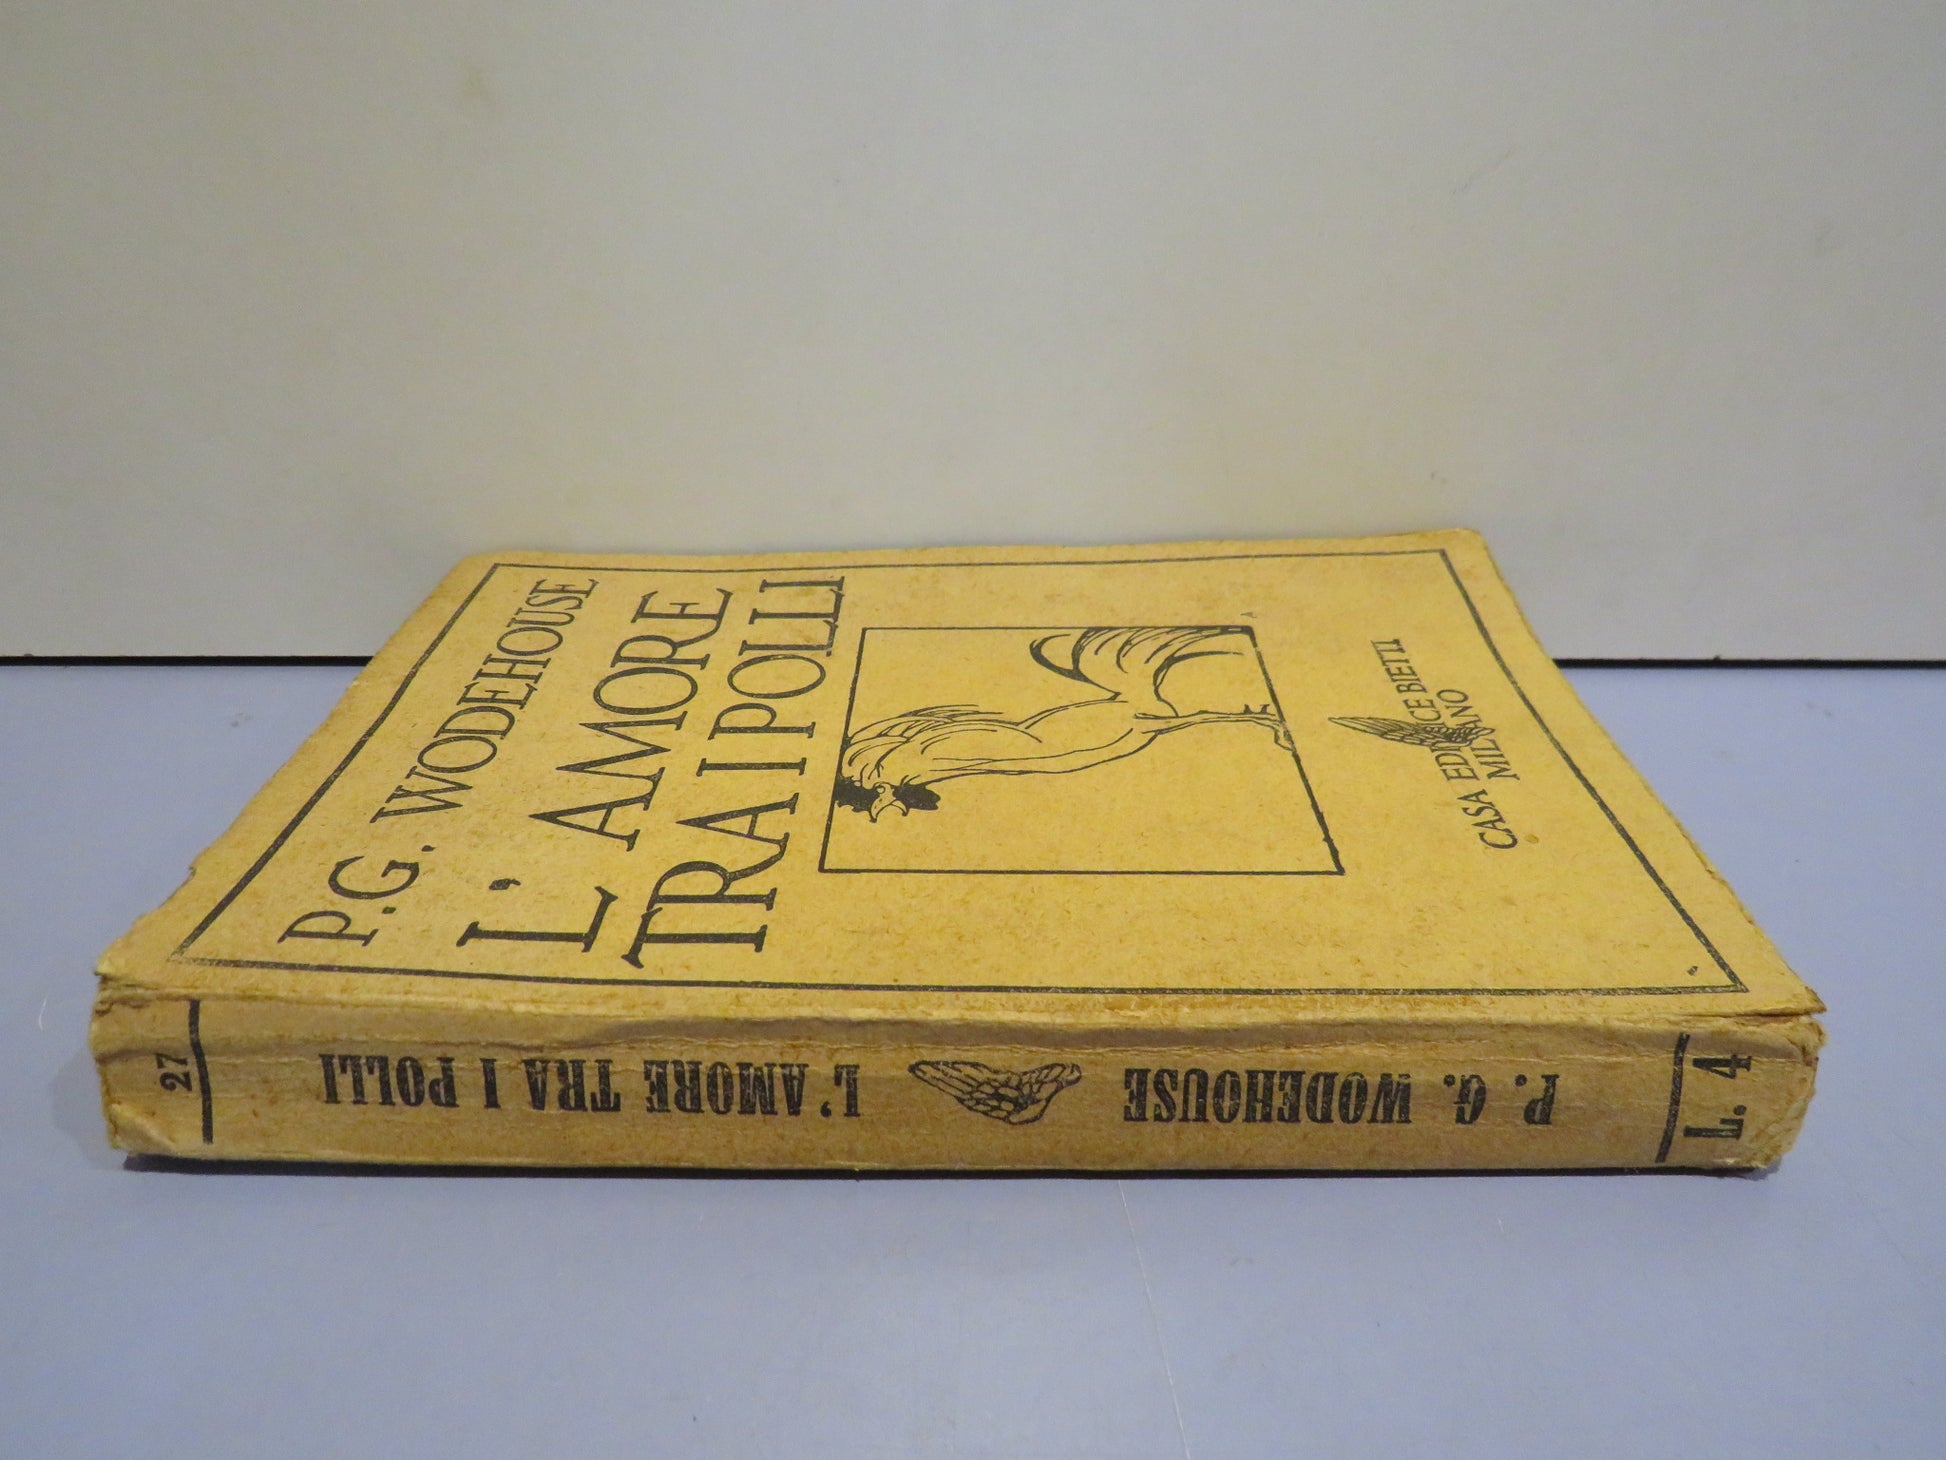 P.G. WODEHOUSE
L'AMORE
TRA I POLLI
CASA EDITRICE BIETTI
MILANO
27
L'AMORE TRA I POLLI
P. G. WODEHOUSE
L. 4